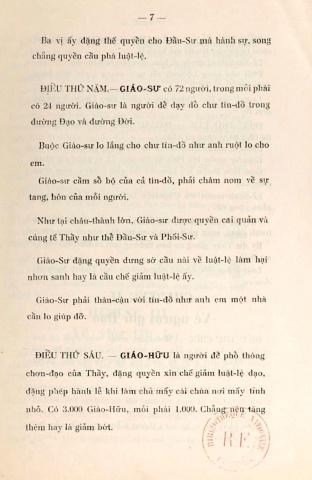 — 7 —
Ba vị ấy đặng thế quyền cho Đầu-Sư mà hành sự, song
chẳng quyền cầu phá luật-lệ.
ĐIỀU THỨ NĂM.— GIÁO-SƯ có 72 người, trong mỗi phái
có 24 người. Giáo-sư là người để dạy dỗ chư tín-đồ trong
đường Đạo và đường Đời.
Buộc Giáo-sư lo lắng cho chư tín-đồ như anh ruột lo cho
em.
Giáo-sư cầm sổ bộ của cả tín-đồ, phải chăm nom về sự
tang, hôn của mỗi người.
Như tại châu-thành lớn, Giáo-sư được quyền cai quản và
cúng tế Thầy như thể Đầu-Sư và Phối-Sư.
Giáo-Sư đặng quyền dưng sớ cầu nài về luật-lệ làm hại
nhơn sanh hay là cầu chế giảm luật-lệ ấy.
Giáo-Sư phải thân-cận với tín-đồ như anh em một nhà
cần lo giúp đỡ.
ĐIỀU THỨ SÁU. — GIÁO-HỮU là người để phổ thông
chơn-đạo của Thầy, đặng quyền xin chế giảm luật-lệ đạo,
đặng phép hành lễ khi làm chủ mấy cái chùa nơi mấy tỉnh
nhỏ. Có 3.000 Giáo-Hữu, mỗi phái 1.000. Chẳng nên tăng
thêm hay là giảm bớt.
R.F.